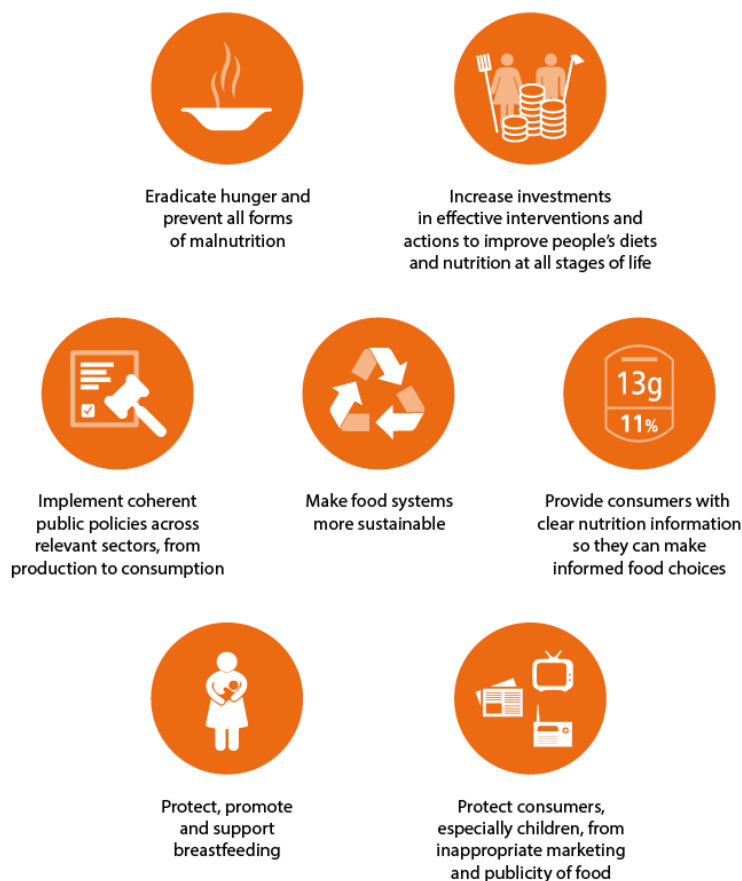 Eradicate hunger and
prevent all forms
of malnutrition
Increase investments
in effective interventions and
actions to improve people's diets
and nutrition at all stages of life
Implement coherent
public policies across
relevant sectors, from
production to consumption
Make food systems
more sustainable
13g
11%
Provide consumers with
clear nutrition information
so they can make
informed food choices
Protect, promote
and support
breastfeeding
Protect consumers,
especially children, from
inappropriate marketing
and publicity of food